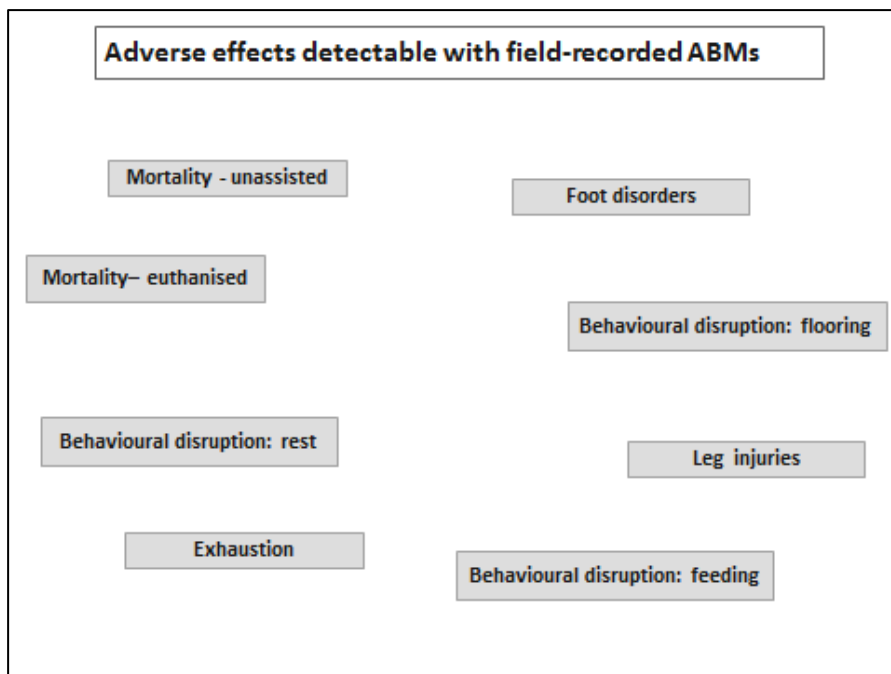 Adverse effects detectable with field-recorded ABMs
Mortality - unassisted
Foot disorders
Mortality– euthanised
Behavioural disruption: flooring
Behavioural disruption: rest
Leg injuries
Exhaustion
Behavioural disruption: feeding